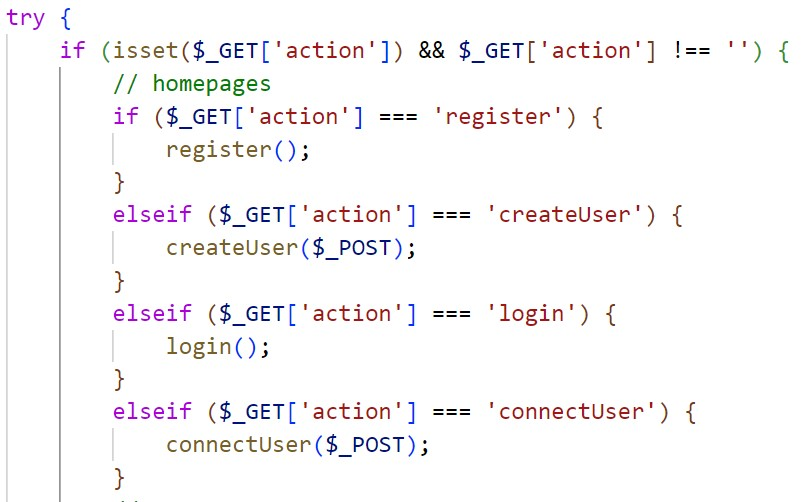 try {
if (isset($_GET['action']) && $_GET['action'] !== '') {
// homepages
if ($_GET['action'] === 'register') {
register();
}
elseif ($_GET['action'] === 'createUser') {
createUser($_POST);
}
elseif ($_GET['action'] === 'login') {
login();
}
elseif ($_GET['action'] === 'connectUser') {
connectUser($_POST);
}